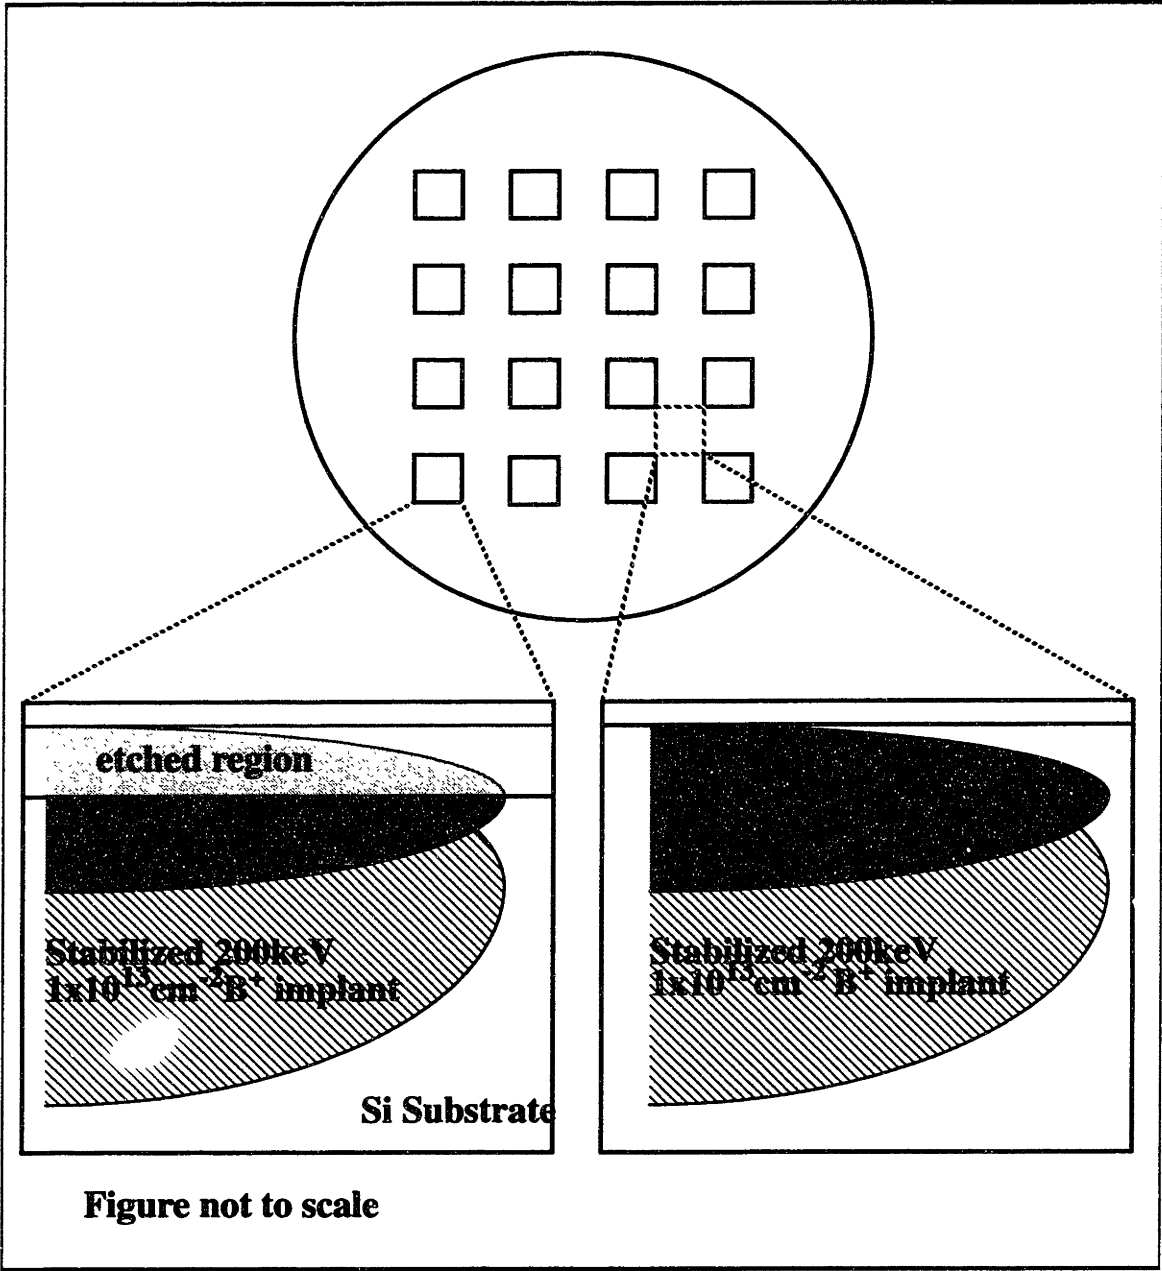 etched region
Stabilized 200keV
1x10¹³cm⁻²B⁺ implant
Si Substrate
Stabilized 200keV
1x10¹³cm⁻²B⁺ implant
Figure not to scale